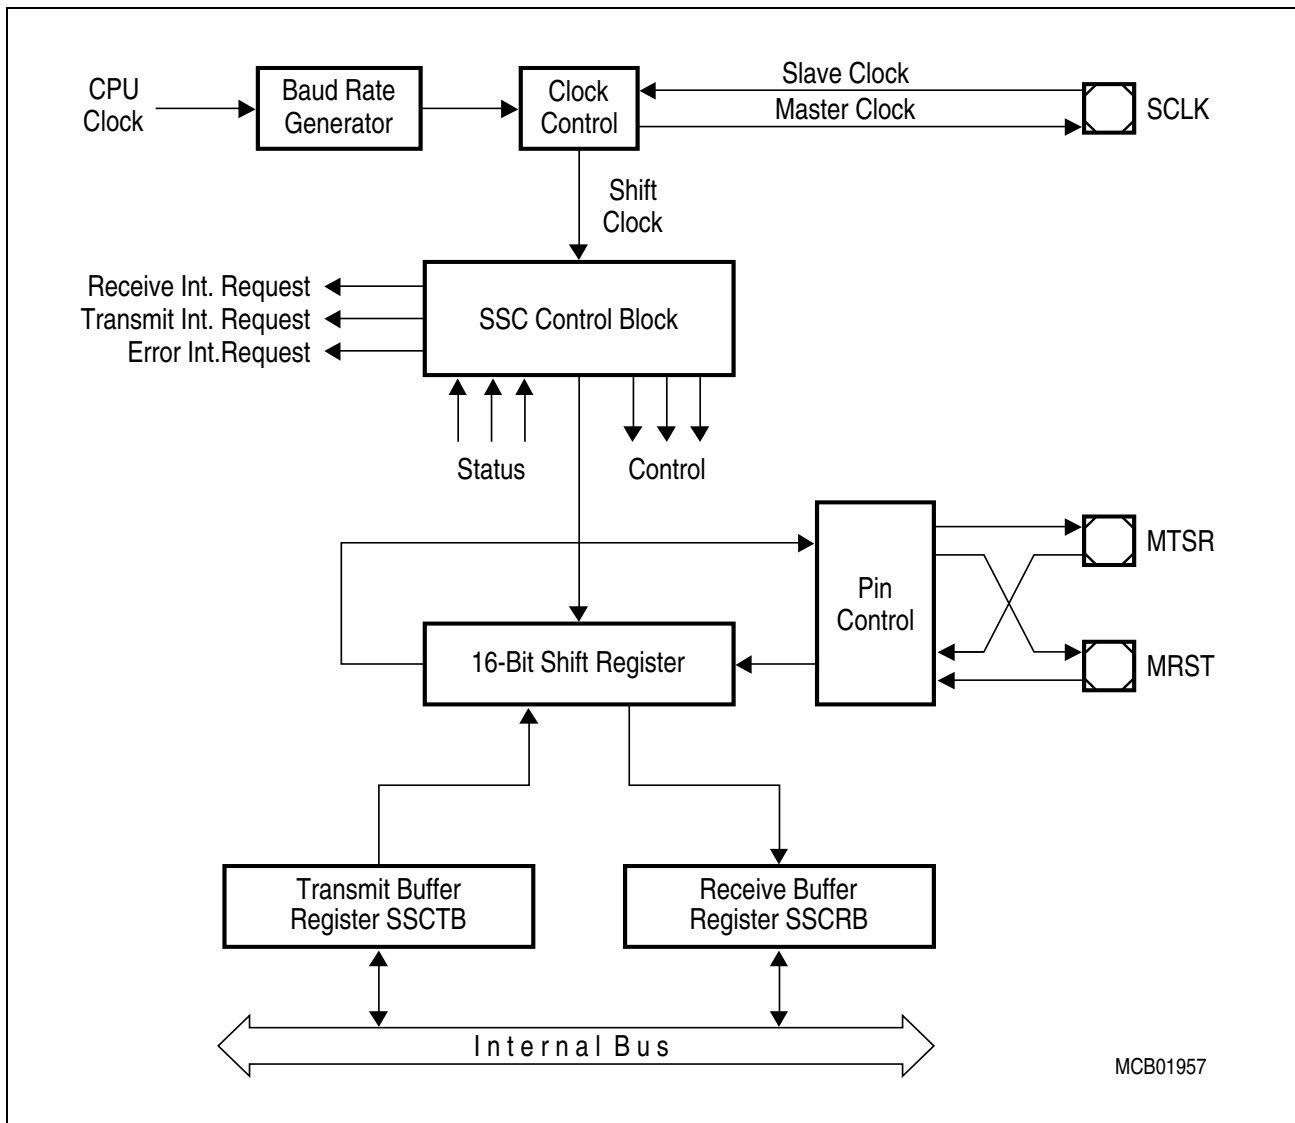 CPU
Clock
Baud Rate
Generator
Clock
Control
Slave Clock
Master Clock
SCLK
Shift
Clock
Receive Int. Request
Transmit Int. Request
Error Int.Request
SSC Control Block
Status
Control
Pin
Control
MTSR
MRST
16-Bit Shift Register
Transmit Buffer
Register SSCTB
Receive Buffer
Register SSCRB
Internal Bus
MCB01957